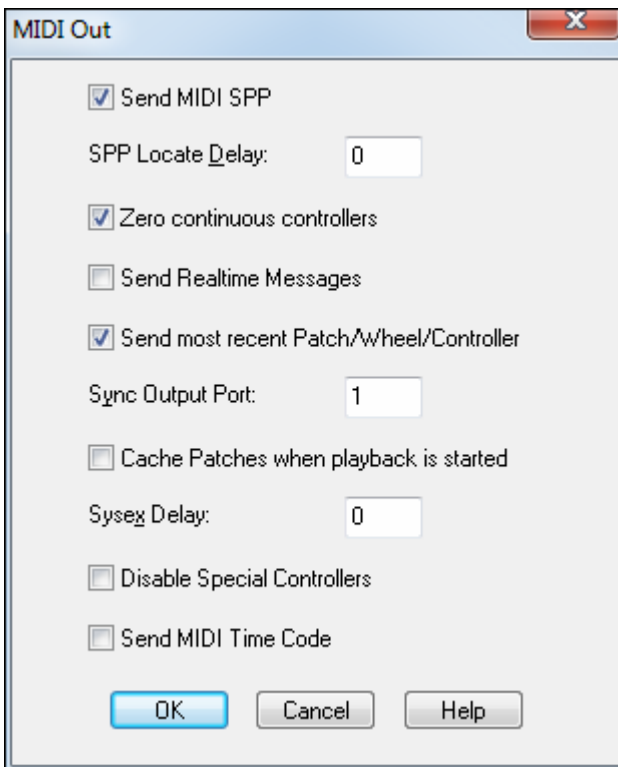 MIDI Out
Send MIDI SPP
SPP Locate Delay: 0
Zero continuous controllers
Send Realtime Messages
Send most recent Patch/Wheel/Controller
Sync Output Port: 1
Cache Patches when playback is started
Sysex Delay: 0
Disable Special Controllers
Send MIDI Time Code
OK Cancel Help